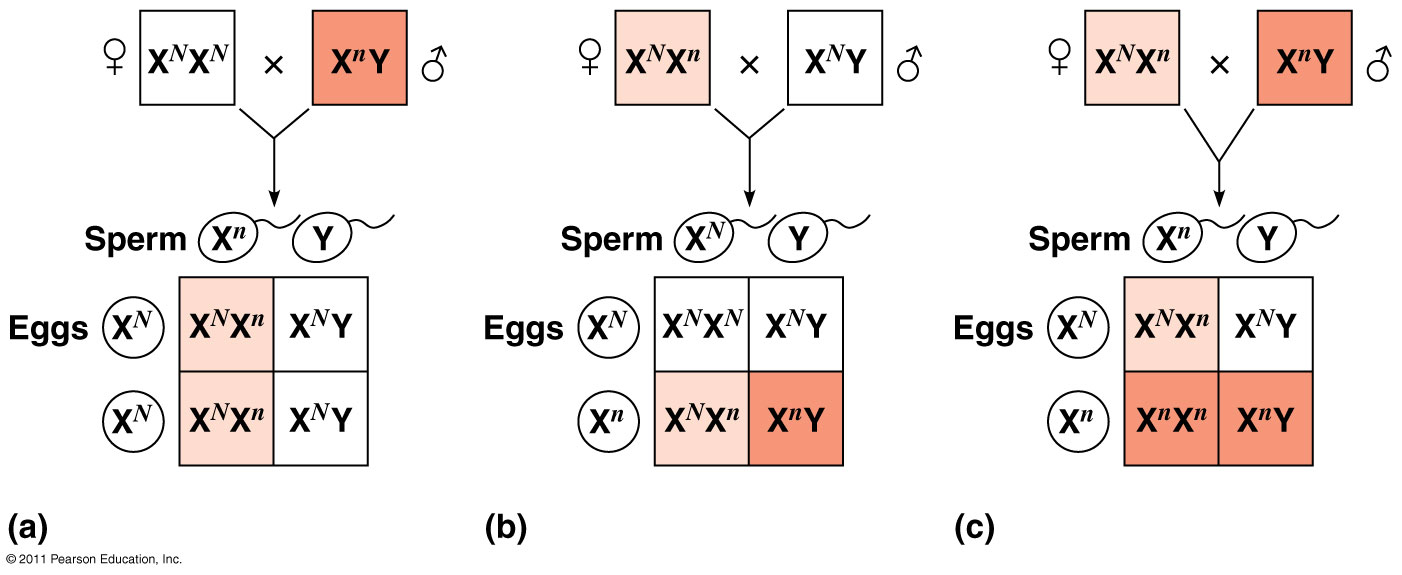 ♀ XᴺXᴺ × XⁿY ♂
Sperm Xⁿ Y
Eggs Xᴺ XᴺXⁿ XᴺY
Xᴺ XᴺXⁿ XᴺY
(a)
♀ XᴺXⁿ × XᴺY ♂
Sperm Xᴺ Y
Eggs Xᴺ XᴺXᴺ XᴺY
Xⁿ XᴺXⁿ XⁿY
(b)
♀ XᴺXⁿ × XⁿY ♂
Sperm Xⁿ Y
Eggs Xᴺ XᴺXⁿ XᴺY
Xⁿ XⁿXⁿ XⁿY
(c)
© 2011 Pearson Education, Inc.